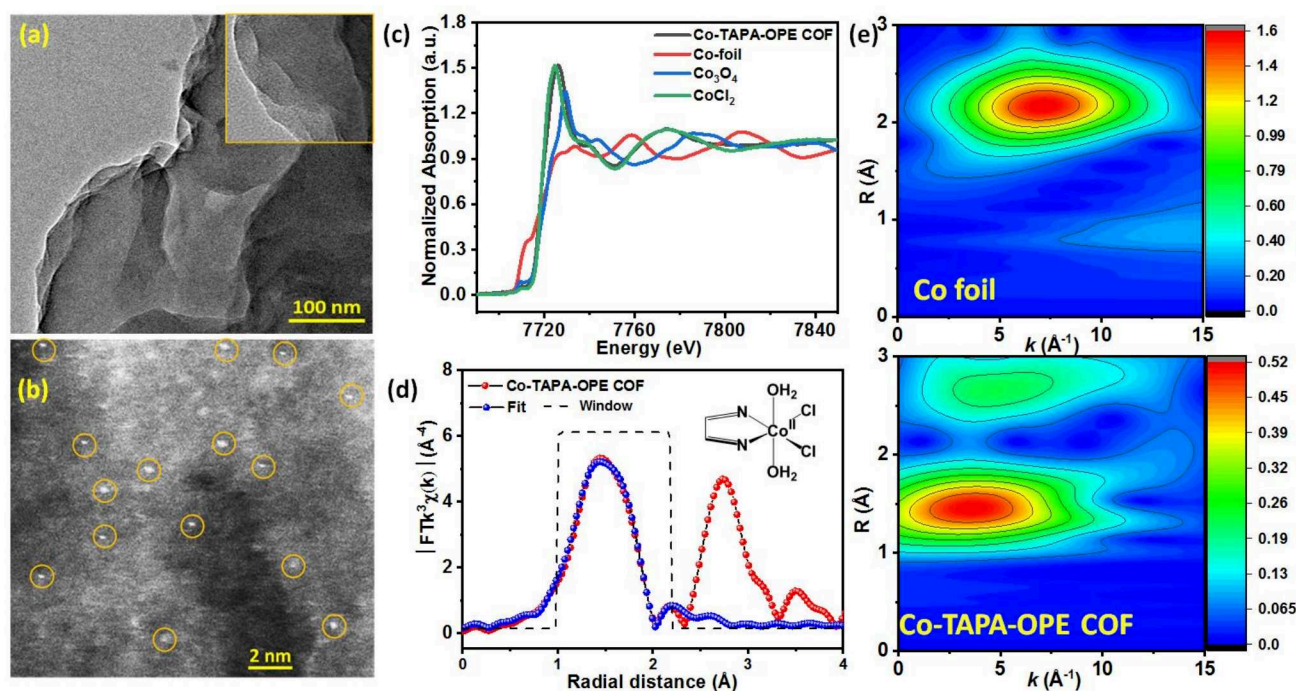 (a)
100 nm
(b)
2 nm
(c)
Normalized Absorption (a.u.)
1.8
1.5
1.2
0.9
0.6
0.3
0.0
Co-TAPA-OPE COF
Co-foil
Co₃O₄
CoCl₂
7720 7760 7800 7840
Energy (eV)
(d)
|FTk³χ(k)| (Å⁻⁴)
8
6
4
2
0
Co-TAPA-OPE COF
Fit
Window
OH₂
N Cl
Coᴵᴵ
N Cl
OH₂
0 1 2 3 4
Radial distance (Å)
(e)
R (Å)
3
2
1
0
Co foil
0 5 10 15
k (Å⁻¹)
1.6
1.4
1.2
0.99
0.80
0.60
0.40
0.20
0.0
R (Å)
3
2
1
0
Co-TAPA-OPE COF
0 5 10 15
k (Å⁻¹)
0.52
0.45
0.39
0.32
0.26
0.19
0.13
0.065
0.0